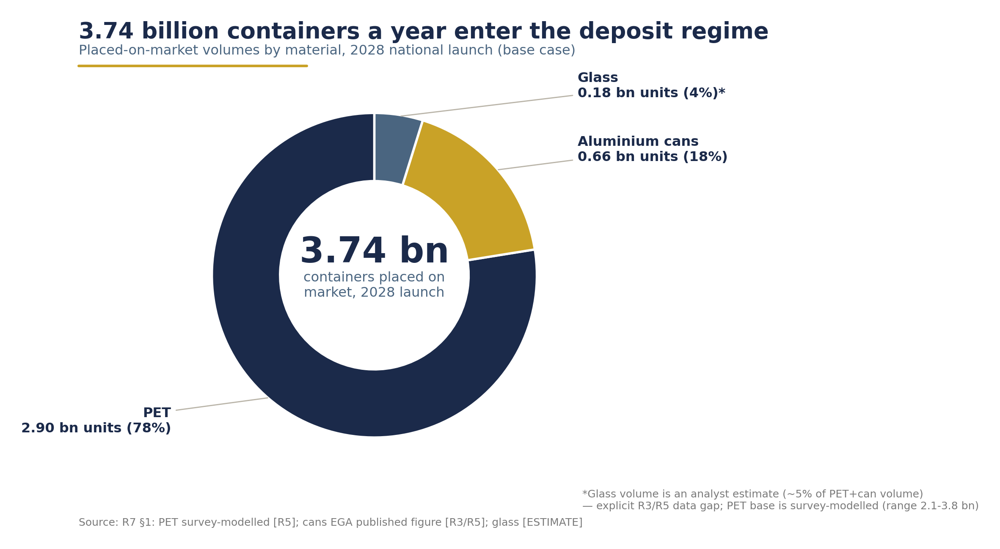 3.74 billion containers a year enter the deposit regime
Placed-on-market volumes by material, 2028 national launch (base case)
Glass
0.18 bn units (4%)*
Aluminium cans
0.66 bn units (18%)
3.74 bn
containers placed on
market, 2028 launch
PET
2.90 bn units (78%)
*Glass volume is an analyst estimate (~5% of PET+can volume)
— explicit R3/R5 data gap; PET base is survey-modelled (range 2.1-3.8 bn)
Source: R7 §1: PET survey-modelled [R5]; cans EGA published figure [R3/R5]; glass [ESTIMATE]